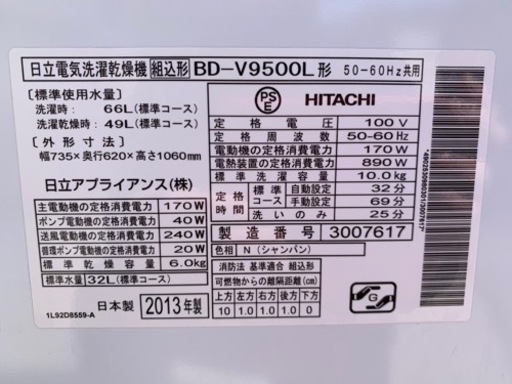 日立電気洗濯乾燥機 組込形 BD-V9500L形 50-60Hz共用
[標準使用水量]
洗濯時: 66L(標準コース)
洗濯乾燥時: 49L(標準コース)
[外形寸法]
幅735×奥行620×高さ1060mm
日立アプライアンス(株)
主電動機の定格消費電力 170W
ポンプ電動機の定格消費電力 40W
送風電動機の定格消費電力 240W
循環ポンプ電動機の定格消費電力 20W
標準乾燥容量 6.0kg
標準水量 32L(標準コース)
日本製 2013年製
1L92D8559-A
PSE HITACHI
定格電圧 100V
定格周波数 50-60Hz
電動機の定格消費電力 170W
電熱装置の定格消費電力 890W
標準洗濯容量 10.0kg
定格時間 標準コース 自動設定 32分
手動設定 69分
洗いのみ 25分
製造番号 3007617
色相 N(シャンパン)
消防法 基準適合 組込形
可燃物からの離隔距離(cm)
上方 左方 右方 前方 後方 下方
10 1.0 1.0 1.0 1.0 0
G